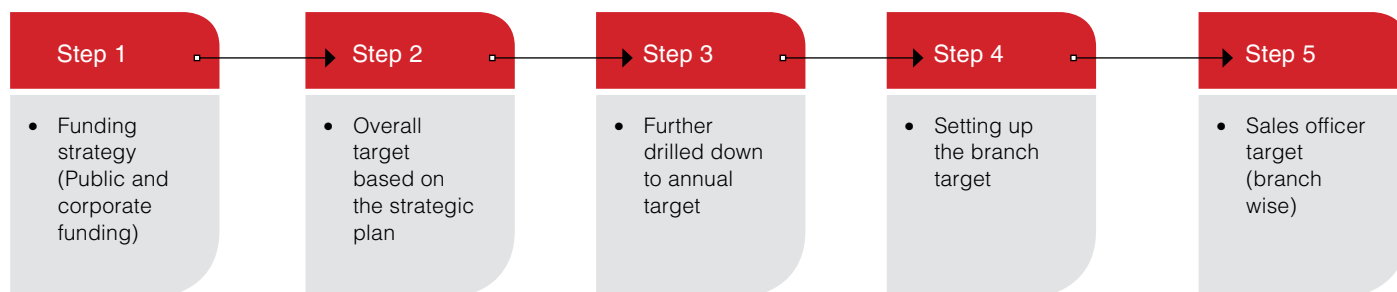 Step 1
• Funding
strategy
(Public and
corporate
funding)
Step 2
• Overall
target
based on
the strategic
plan
Step 3
• Further
drilled down
to annual
target
Step 4
• Setting up
the branch
target
Step 5
• Sales officer
target
(branch
wise)